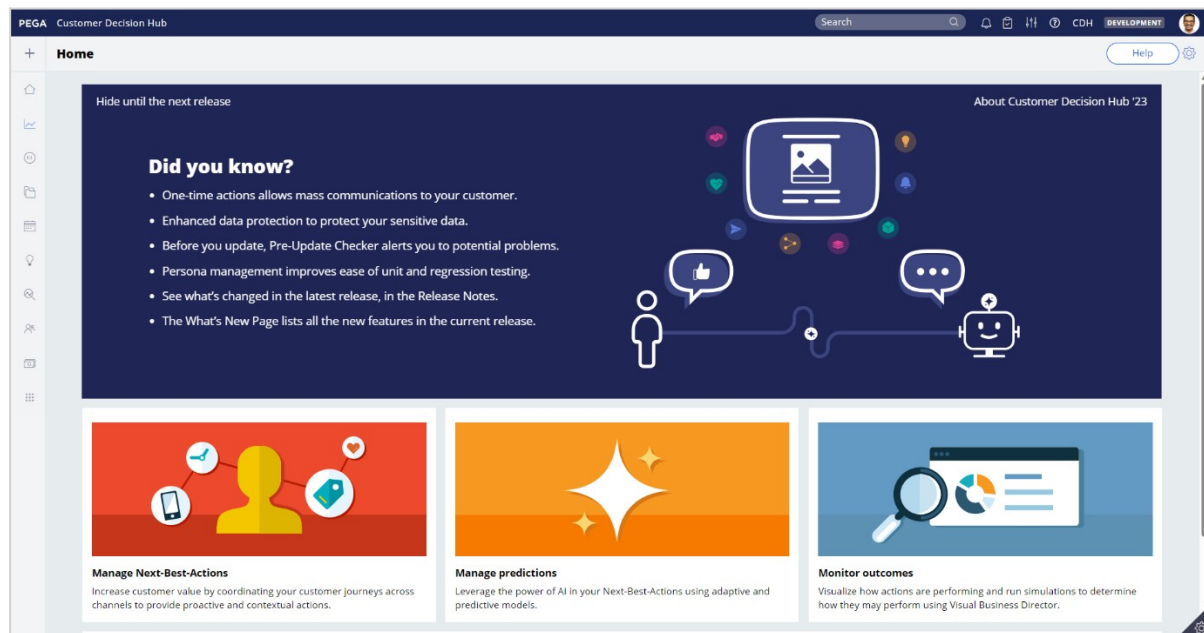 PEGA Customer Decision Hub
Search
CDH DEVELOPMENT
Home
Help
Hide until the next release
About Customer Decision Hub '23
Did you know?
• One-time actions allows mass communications to your customer.
• Enhanced data protection to protect your sensitive data.
• Before you update, Pre-Update Checker alerts you to potential problems.
• Persona management improves ease of unit and regression testing.
• See what's changed in the latest release, in the Release Notes.
• The What's New Page lists all the new features in the current release.
Manage Next-Best-Actions
Increase customer value by coordinating your customer journeys across
channels to provide proactive and contextual actions.
Manage predictions
Leverage the power of AI in your Next-Best-Actions using adaptive and
predictive models.
Monitor outcomes
Visualize how actions are performing and run simulations to determine
how they may perform using Visual Business Director.